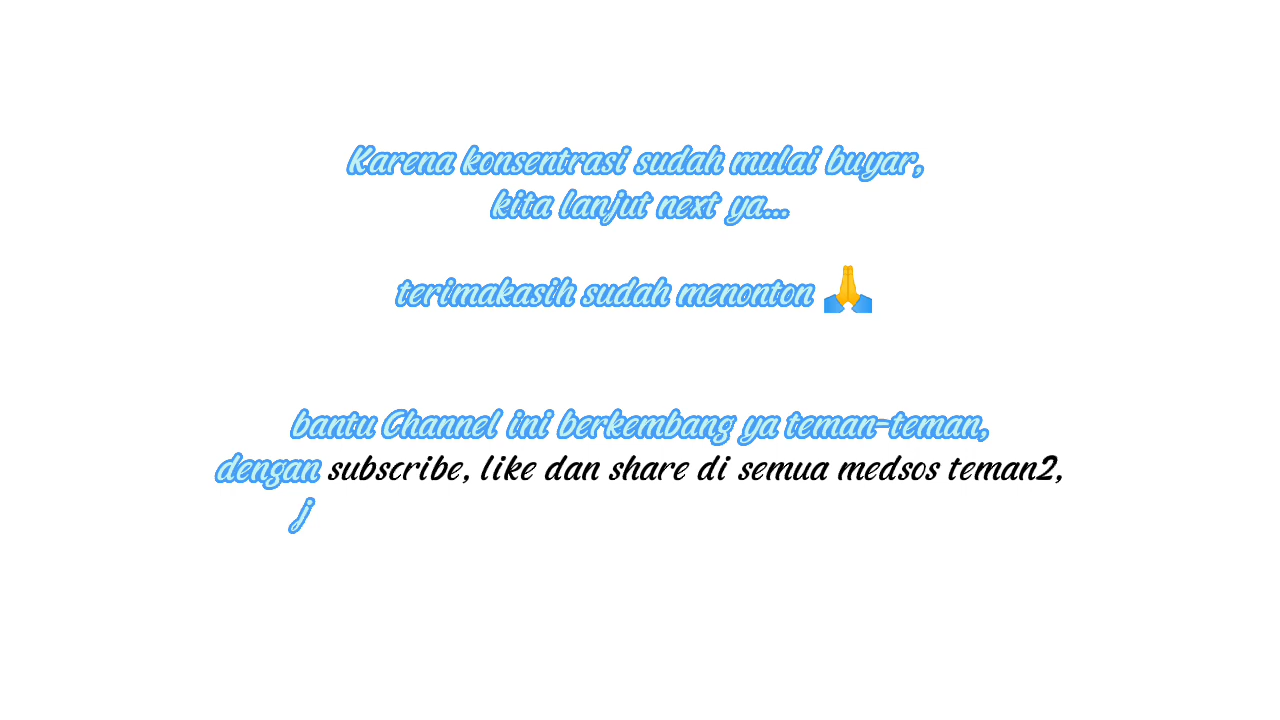 Karena konsentrasi sudah mulai buyar,
kita lanjut next ya...
terimakasih sudah menonton 🙏
bantu Channel ini berkembang ya teman-teman,
dengan subscribe, like dan share di semua medsos teman2,
j